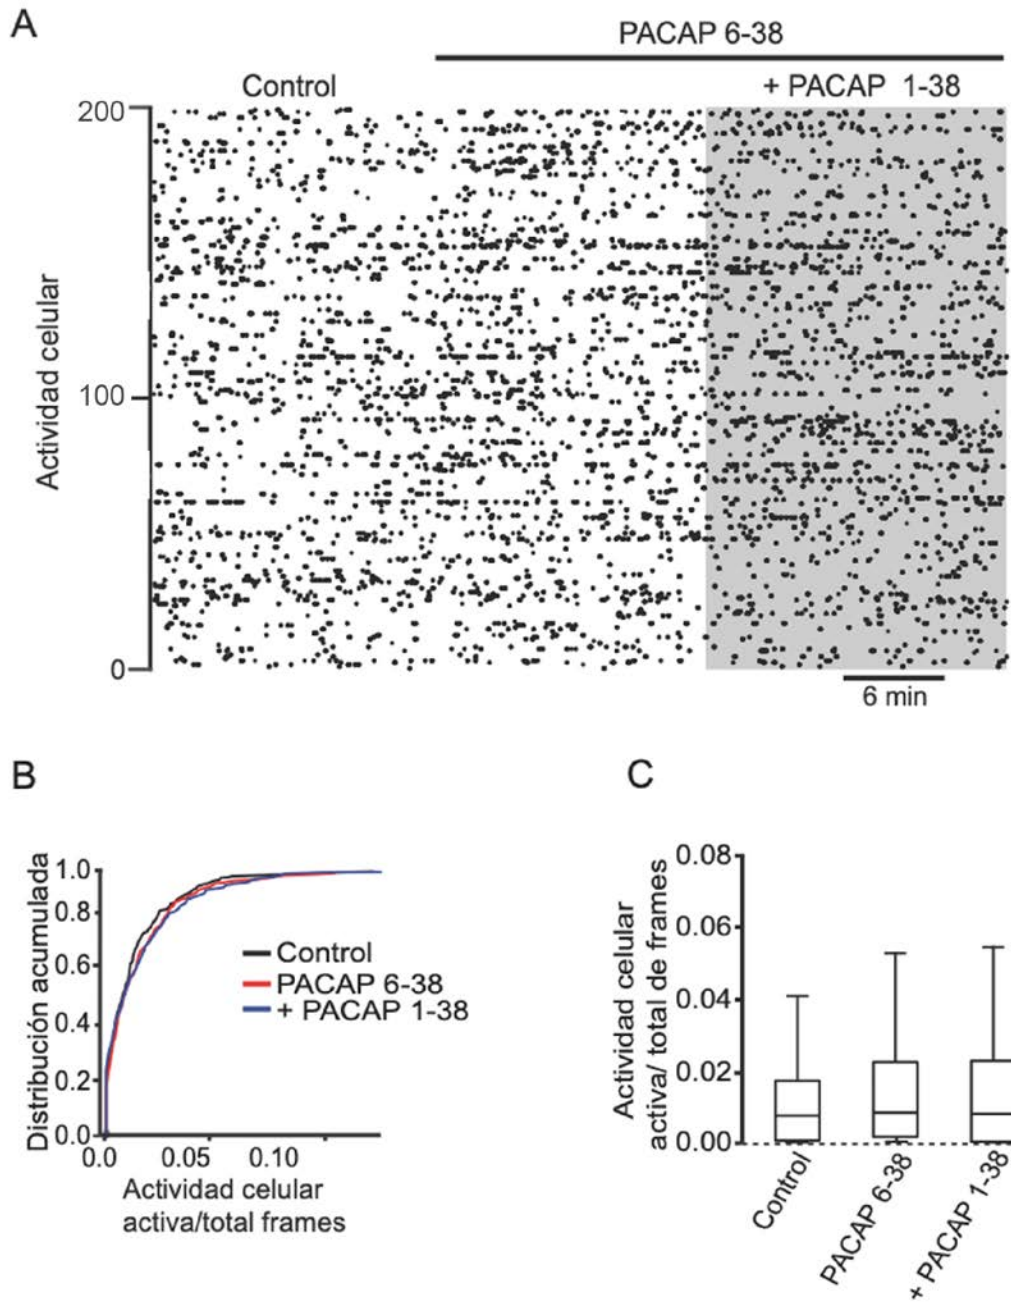 A
PACAP 6-38
Control
+ PACAP 1-38
200
100
0
Actividad celular
6 min
B
Distribución acumulada
1.0
0.8
0.6
0.4
0.2
0.0
Control
PACAP 6-38
+ PACAP 1-38
0.0 0.05 0.10
Actividad celular
activa/total frames
C
Actividad celular
activa/ total de frames
0.08
0.06
0.04
0.02
0.00
Control
PACAP 6-38
+ PACAP 1-38